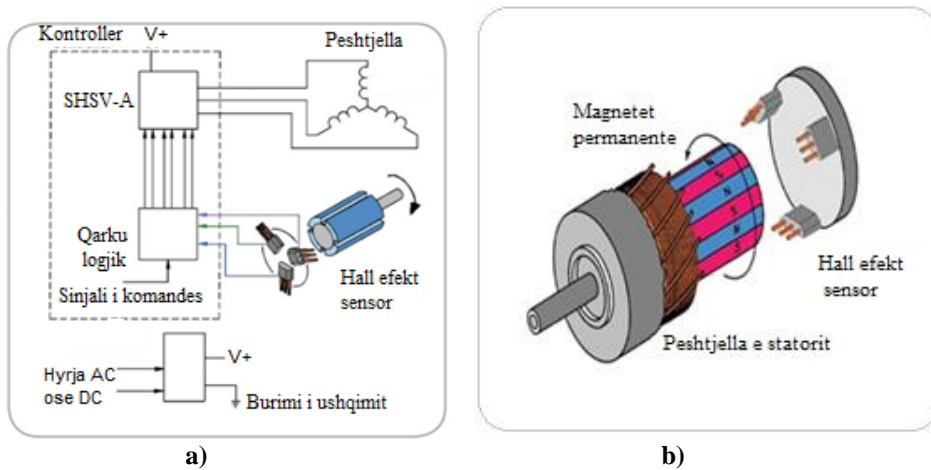 Kontroller V+
Peshtjella
SHSV-A
Qarku
logjik
Sinjali i komandes
Hall efekt
sensor
V+
Hyrja AC
ose DC
Burimi i ushqimit
a)
Magnetet
permanente
N
S
N
S
N
S
Hall efekt
sensor
Peshtjella e statorit
b)